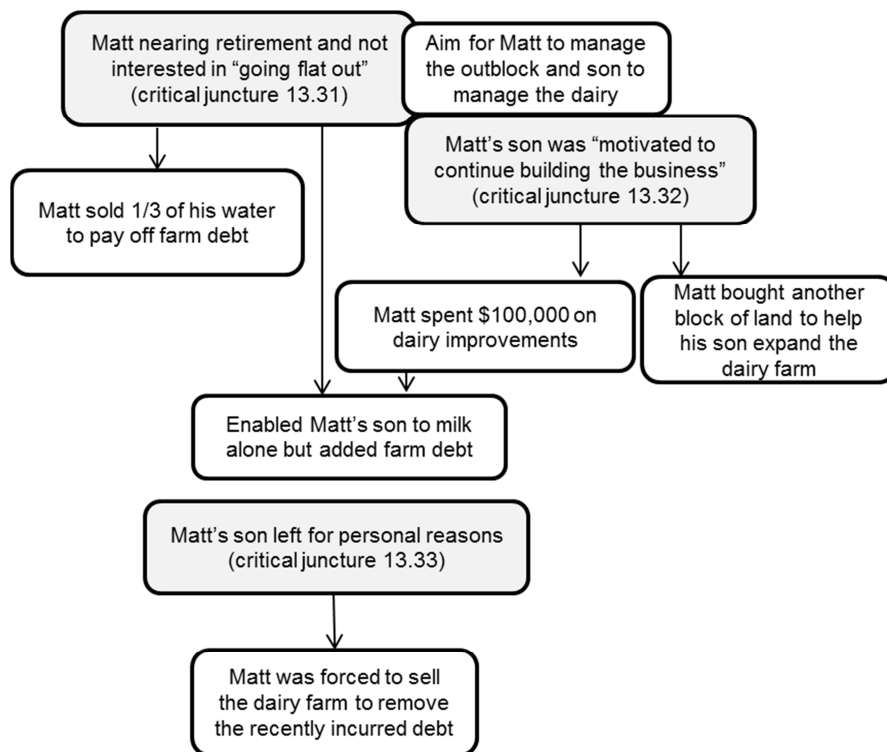 Matt nearing retirement and not
interested in “going flat out”
(critical juncture 13.31)
Aim for Matt to manage
the outblock and son to
manage the dairy
Matt’s son was “motivated to
continue building the business”
(critical juncture 13.32)
Matt sold 1/3 of his water
to pay off farm debt
Matt spent $100,000 on
dairy improvements
Matt bought another
block of land to help
his son expand the
dairy farm
Enabled Matt’s son to milk
alone but added farm debt
Matt’s son left for personal reasons
(critical juncture 13.33)
Matt was forced to sell
the dairy farm to remove
the recently incurred debt